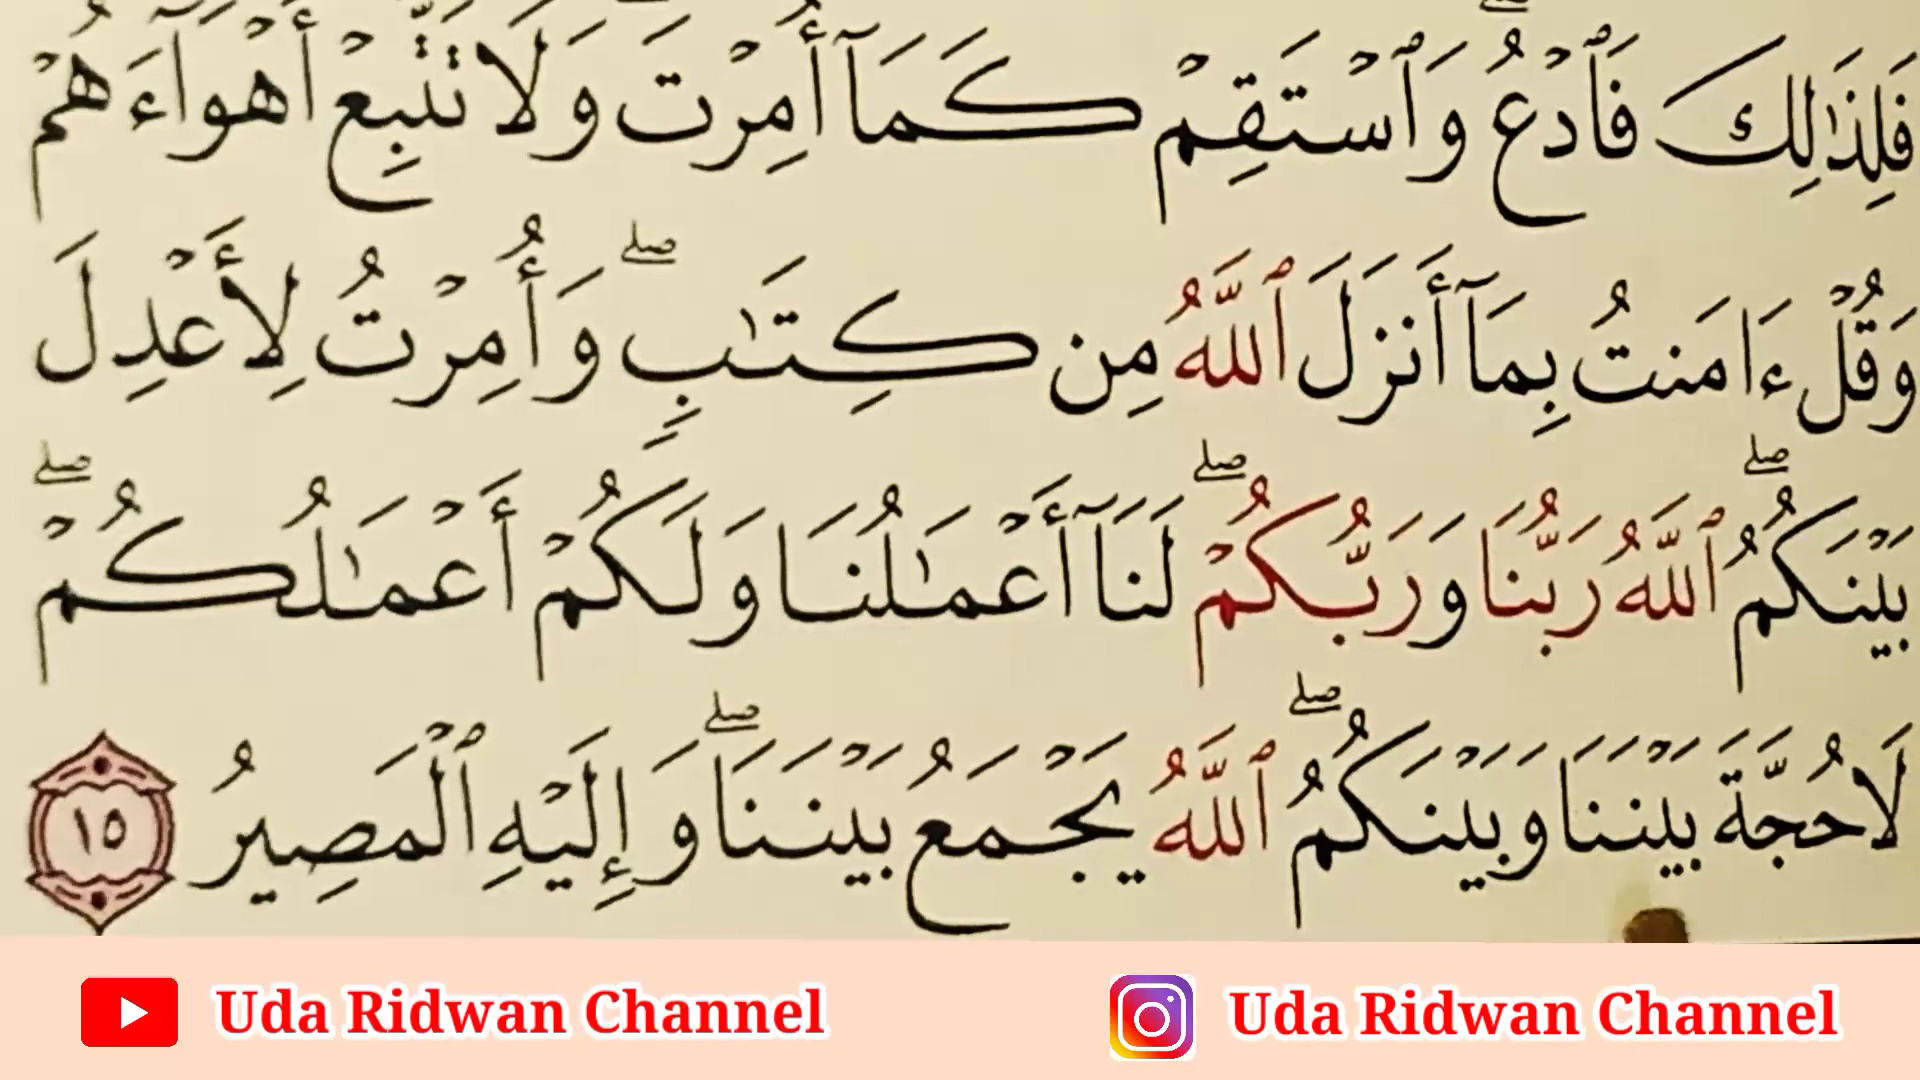 فَلِذَٰلِكَ فَٱدْعُ ۖ وَٱسْتَقِمْ كَمَآ أُمِرْتَ ۖ وَلَا تَتَّبِعْ أَهْوَآءَهُمْ
وَقُلْ ءَامَنتُ بِمَآ أَنزَلَ ٱللَّهُ مِن كِتَـٰبٍ ۖ وَأُمِرْتُ لِأَعْدِلَ
بَيْنَكُمُ ۖ ٱللَّهُ رَبُّنَا وَرَبُّكُمْ ۖ لَنَآ أَعْمَـٰلُنَا وَلَكُمْ أَعْمَـٰلُكُمْ ۖ
لَا حُجَّةَ بَيْنَنَا وَبَيْنَكُمُ ۖ ٱللَّهُ يَجْمَعُ بَيْنَنَا ۖ وَإِلَيْهِ ٱلْمَصِيرُ ١٥
Uda Ridwan Channel
Uda Ridwan Channel